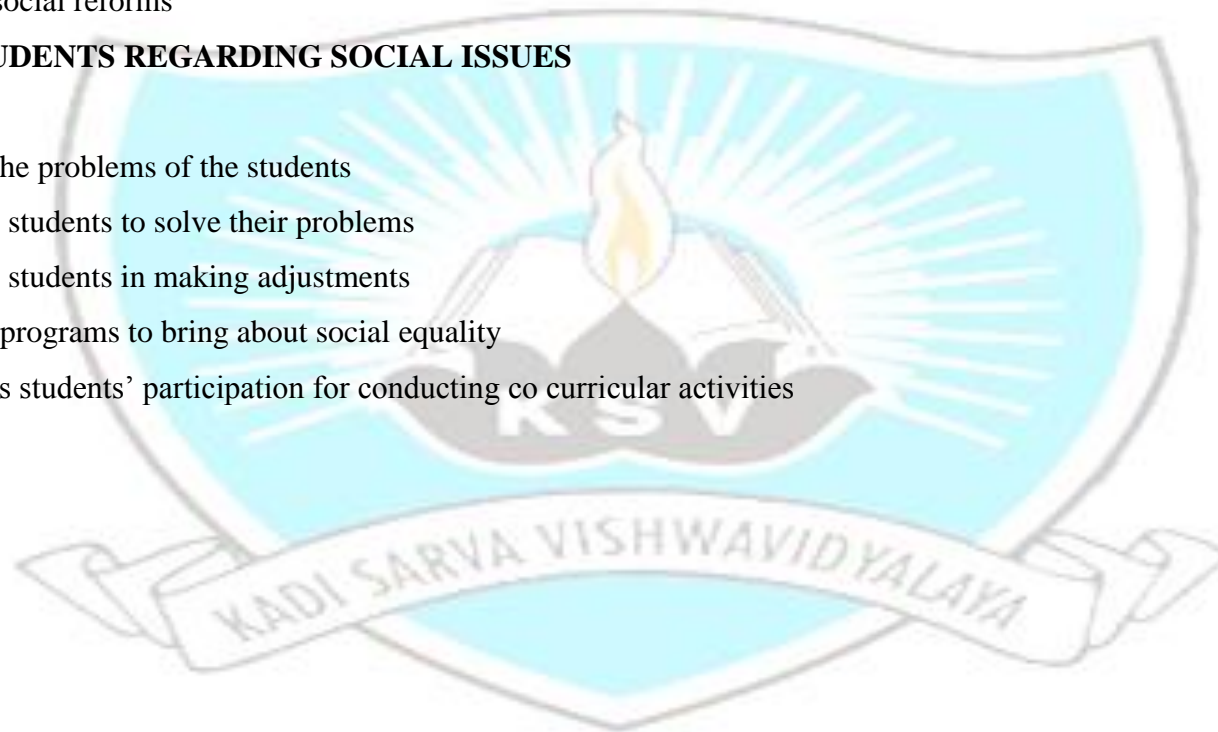 social reforms
UDENTS REGARDING SOCIAL ISSUES
he problems of the students
students to solve their problems
students in making adjustments
programs to bring about social equality
s students' participation for conducting co curricular activities
KSV
KADI SARVA VISHWAVIDYALAYA